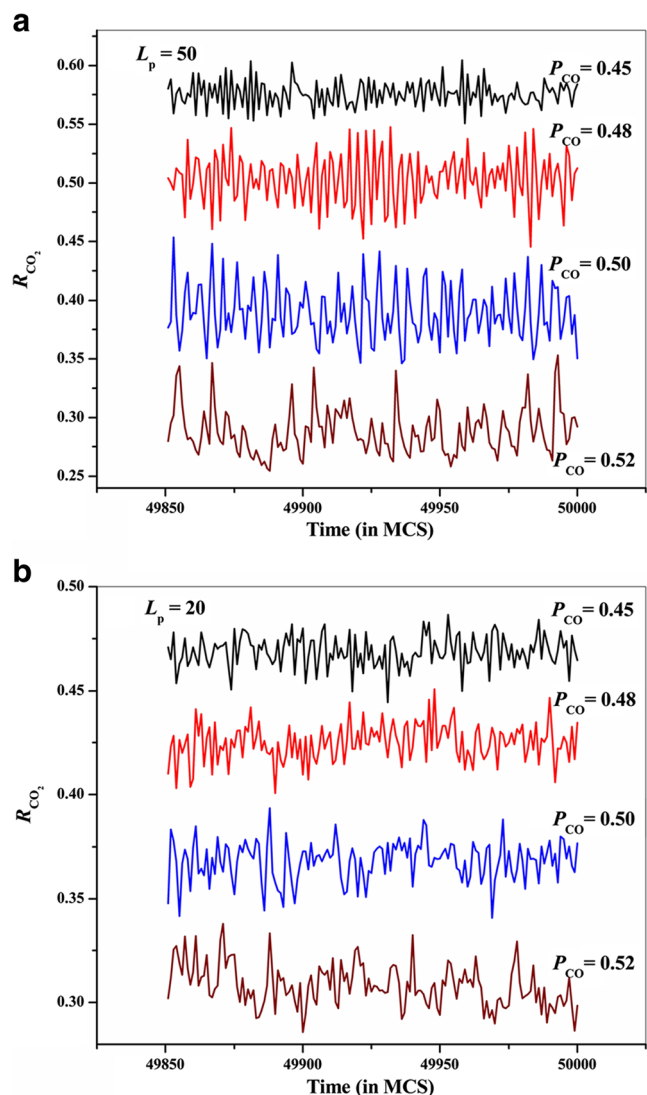 a
L_p = 50
P_CO = 0.45
P_CO = 0.48
P_CO = 0.50
P_CO = 0.52
R_CO₂
0.60
0.55
0.50
0.45
0.40
0.35
0.30
0.25
49850 49900 49950 50000
Time (in MCS)
b
L_p = 20
P_CO = 0.45
P_CO = 0.48
P_CO = 0.50
P_CO = 0.52
R_CO₂
0.50
0.45
0.40
0.35
0.30
49850 49900 49950 50000
Time (in MCS)